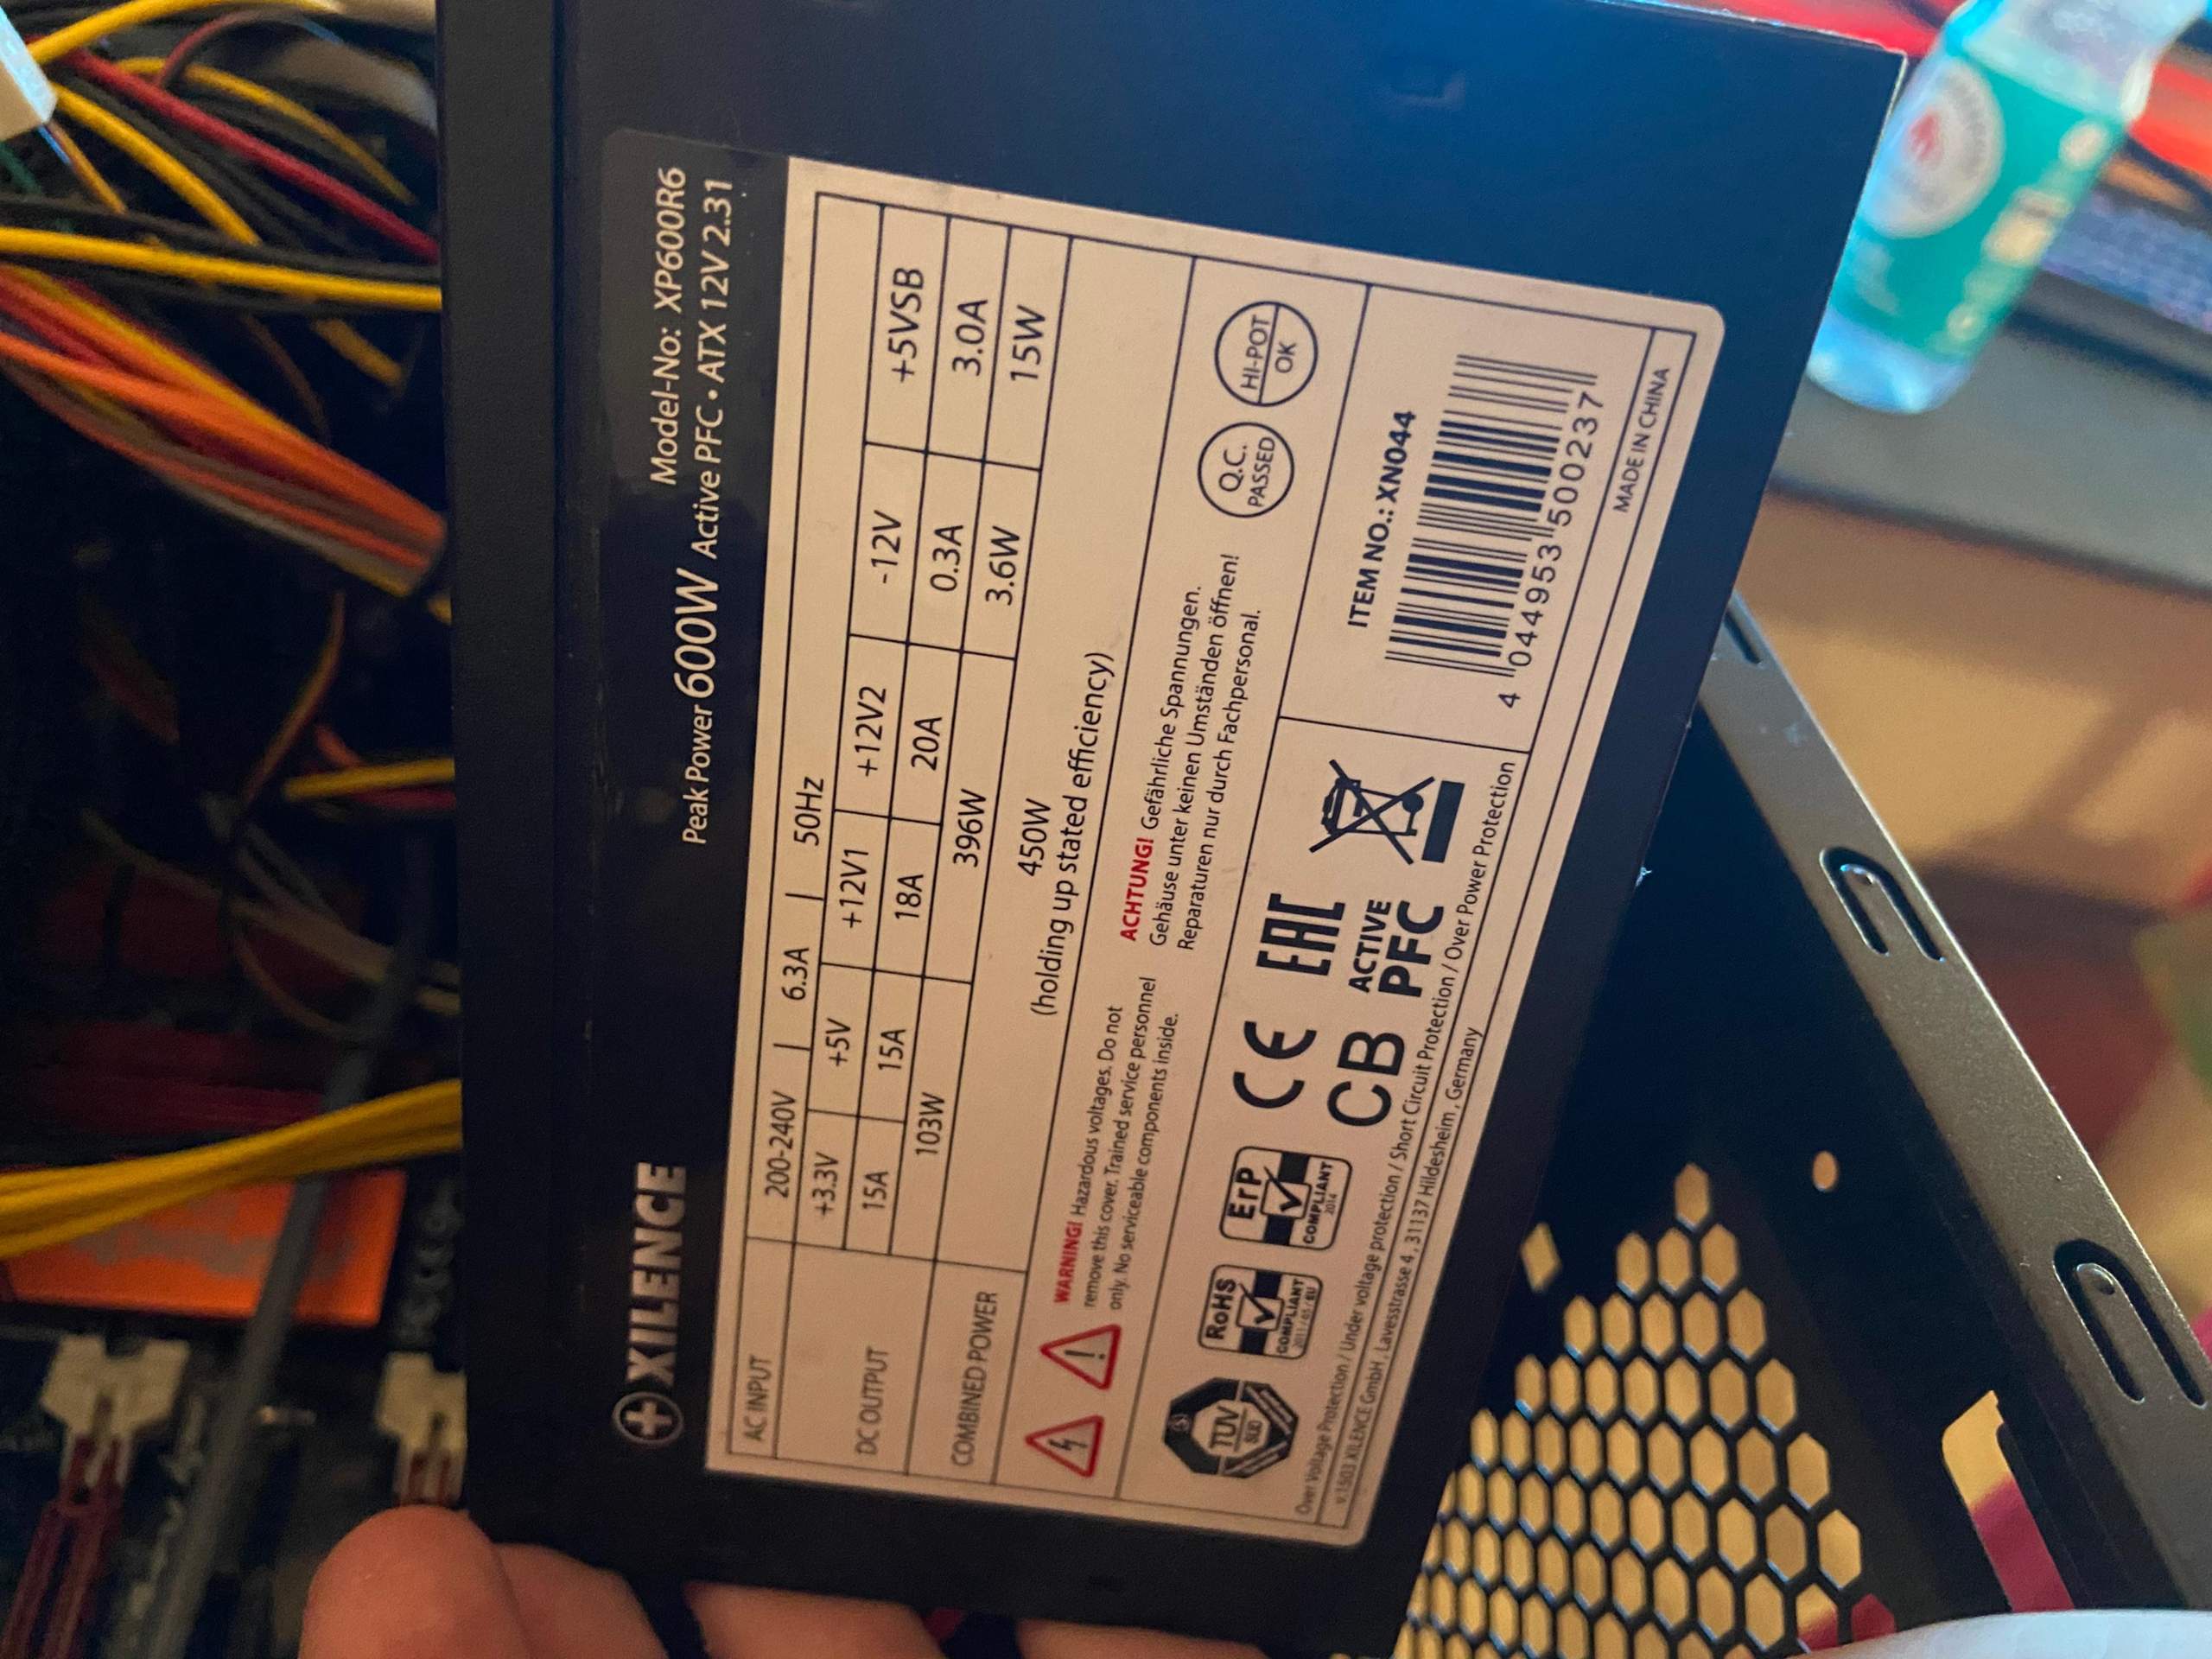 XILENCE
Model-No: XP600R6
Peak Power 600W Active PFC • ATX 12V 2.31
AC INPUT 200-240V | 6.3A | 50Hz
DC OUTPUT +3.3V +5V +12V1 +12V2 -12V +5VSB
15A 15A 18A 20A 0.3A 3.0A
COMBINED POWER 103W 396W 3.6W 15W
450W
(holding up stated efficiency)
WARNING! Hazardous voltages. Do not
remove this cover. Trained service personnel
only. No serviceable components inside.
ACHTUNG! Gefährliche Spannungen.
Gehäuse unter keinen Umständen öffnen!
Reparaturen nur durch Fachpersonal.
Q.C.
PASSED
HI-POT
OK
TÜV
SÜD
RoHS
COMPLIANT
2011/65/EU
ErP
COMPLIANT
2014
CE EAC
CB ACTIVE
PFC
ITEM NO.: XN044
4 044953 500237
Over Voltage Protection / Under voltage protection / Short Circuit Protection / Over Power Protection
v.1503 XILENCE GmbH, Lavesstrasse 4, 31137 Hildesheim, Germany
MADE IN CHINA